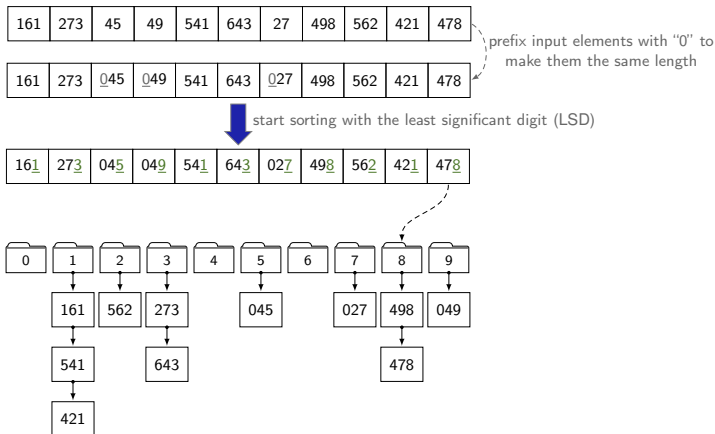 161 273 45 49 541 643 27 498 562 421 478
prefix input elements with “0” to
make them the same length
161 273 045 049 541 643 027 498 562 421 478
start sorting with the least significant digit (LSD)
161 273 045 049 541 643 027 498 562 421 478
0 1 2 3 4 5 6 7 8 9
161 562 273 045 027 498 049
541 643 478
421